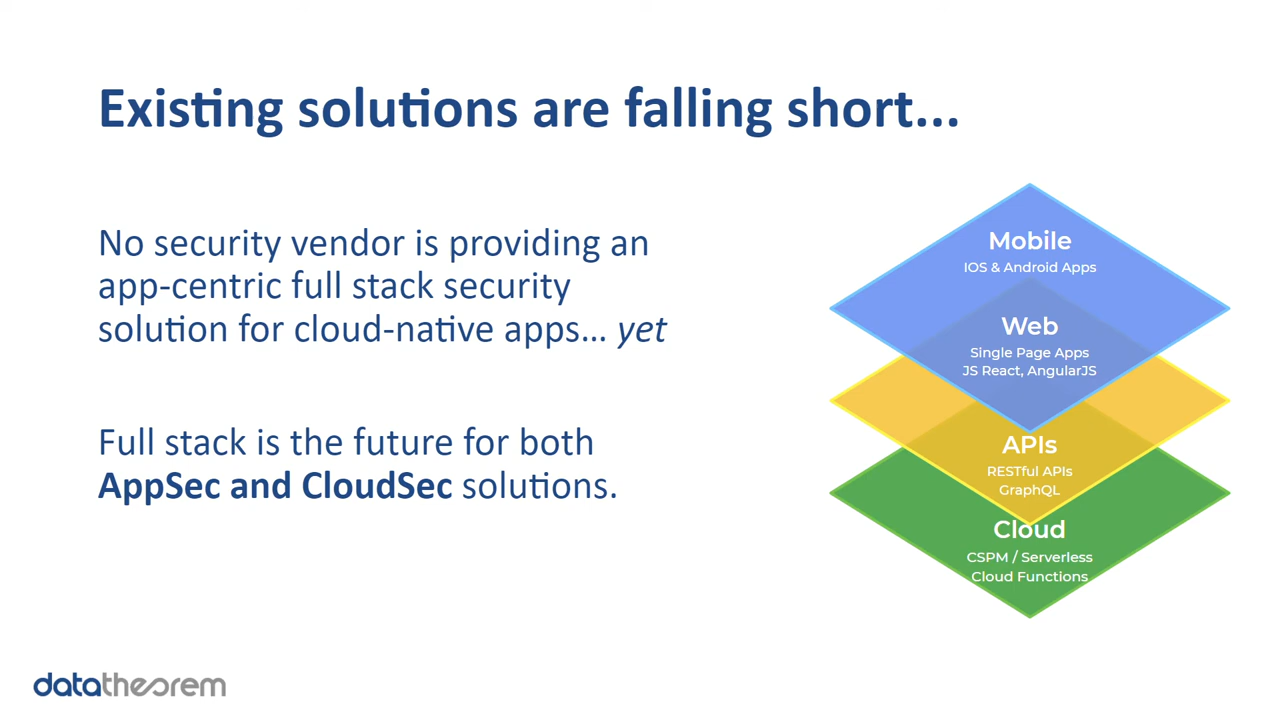 Existing solutions are falling short...
No security vendor is providing an
app-centric full stack security
solution for cloud-native apps... yet
Full stack is the future for both
AppSec and CloudSec solutions.
Mobile
IOS & Android Apps
Web
Single Page Apps
JS React, AngularJS
APIs
RESTful APIs
GraphQL
Cloud
CSPM / Serverless
Cloud Functions
datatheorem